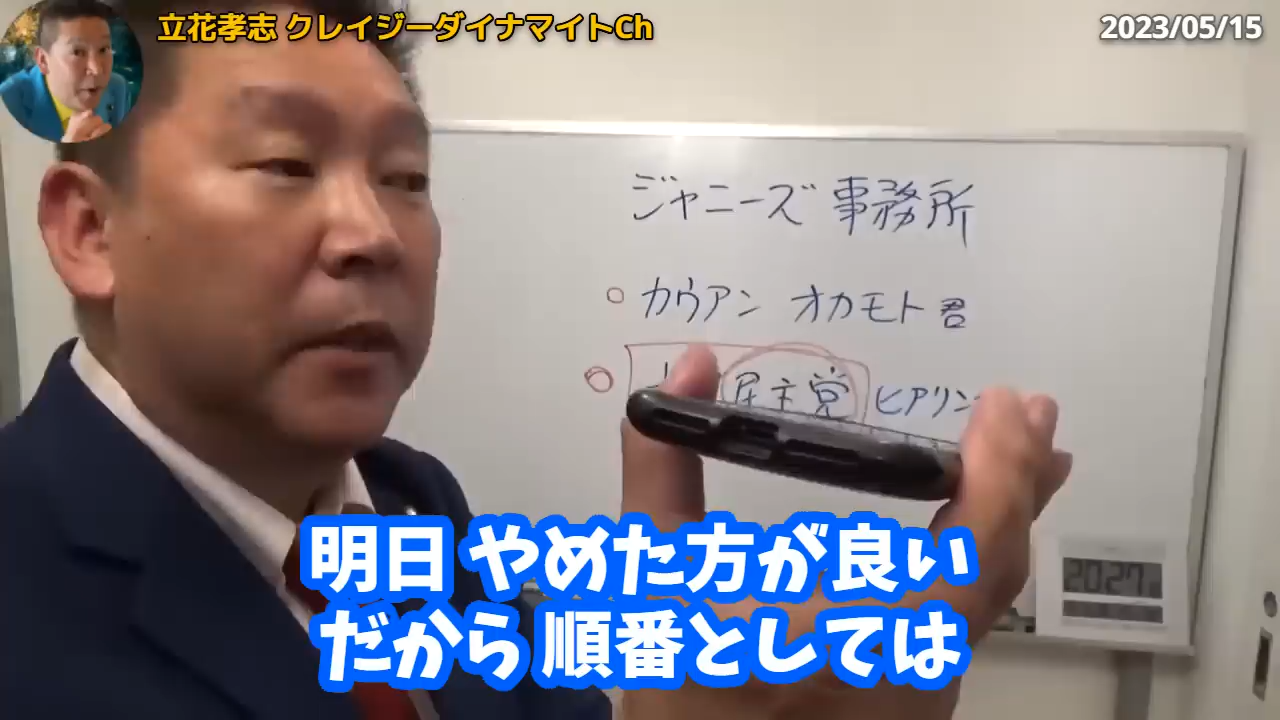 立花孝志 クレイジーダイナマイトCh
2023/05/15
ジャニーズ 事務所
○ カウアン オカモト 君
○ 民主党 ヒアリン
明日 やめた方が良い
だから 順番としては
20:27